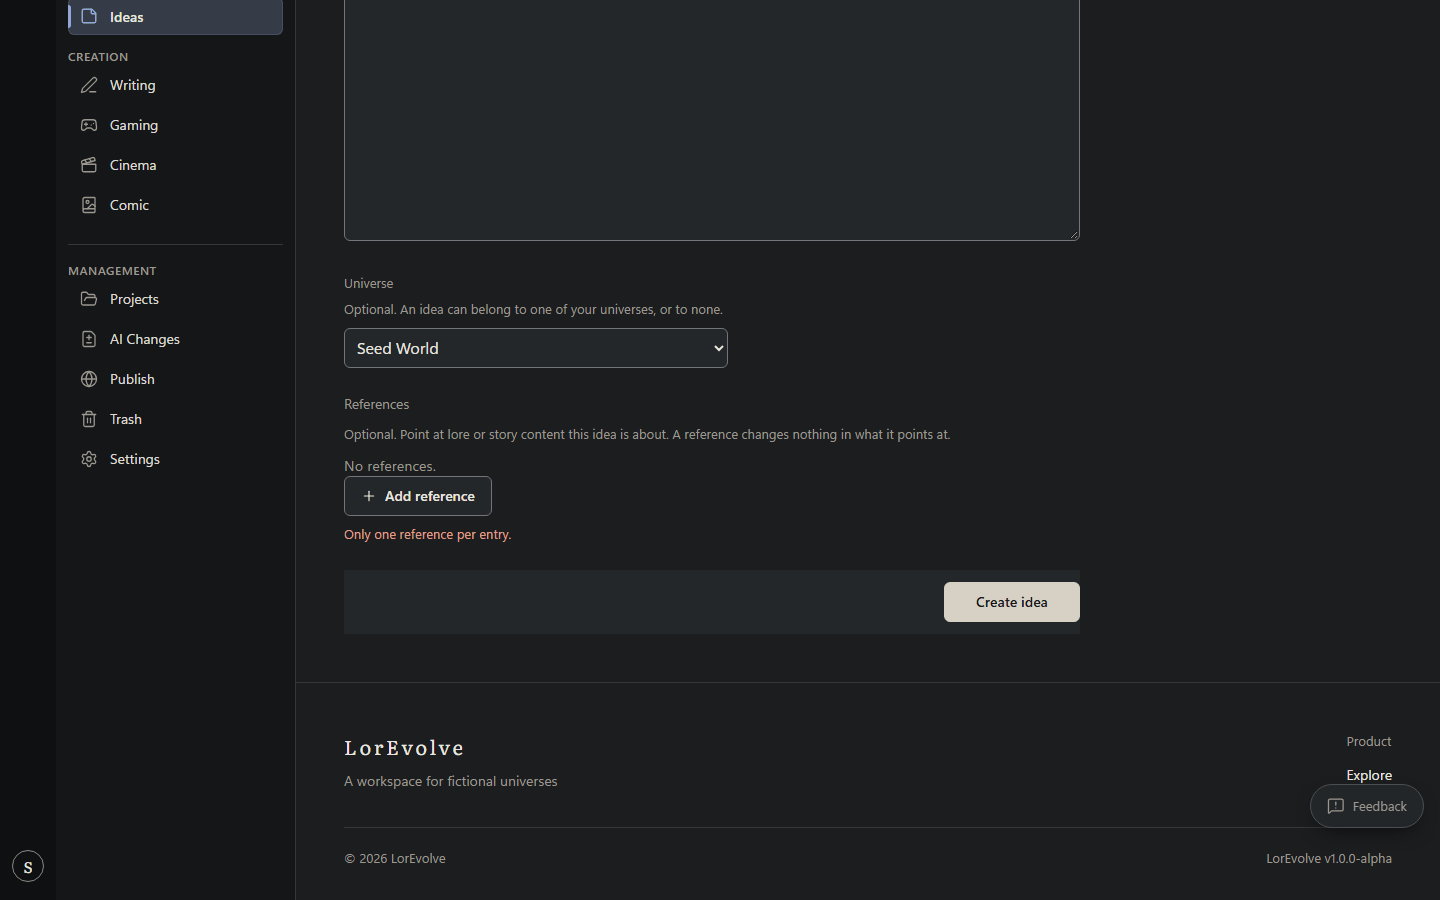 Ideas
CREATION
Writing
Gaming
Cinema
Comic
MANAGEMENT
Projects
AI Changes
Publish
Trash
Settings
S
Universe
Optional. An idea can belong to one of your universes, or to none.
Seed World
References
Optional. Point at lore or story content this idea is about. A reference changes nothing in what it points at.
No references.
Add reference
Only one reference per entry.
Create idea
LorEvolve
A workspace for fictional universes
Product
Explore
Feedback
© 2026 LorEvolve
LorEvolve v1.0.0-alpha